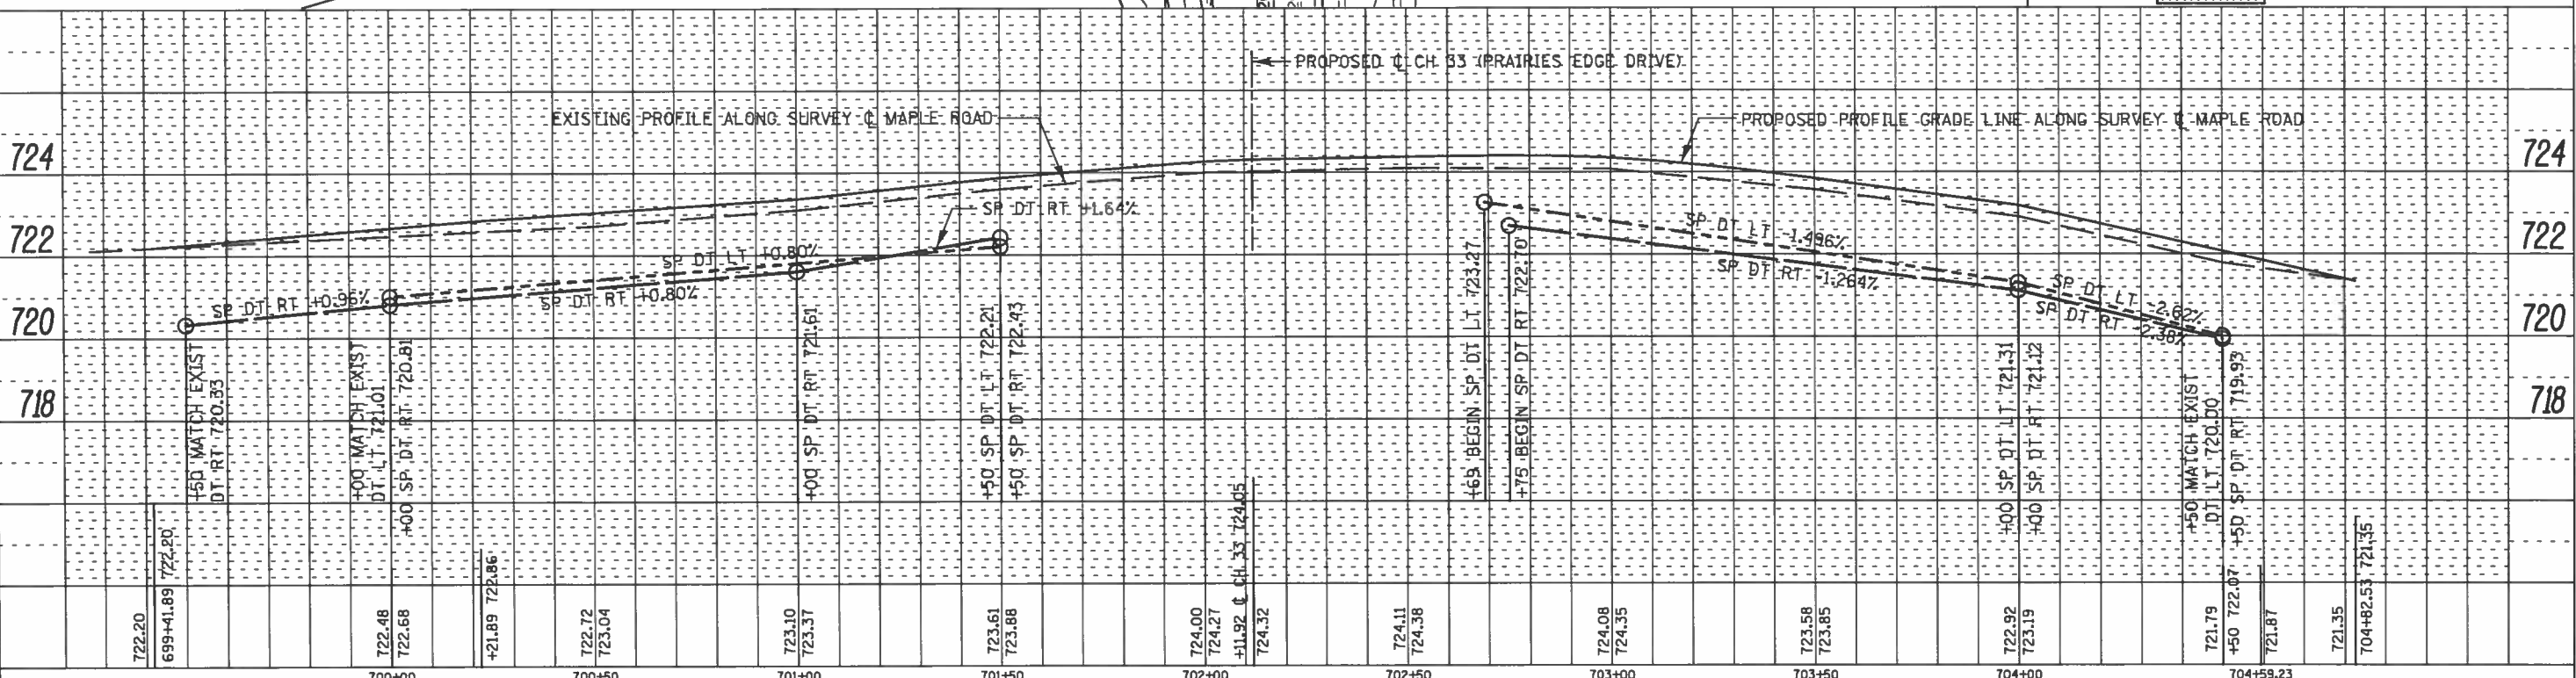 PROPOSED ℄ CH 33 (PRAIRIES EDGE DRIVE)
EXISTING PROFILE ALONG SURVEY ℄ MAPLE ROAD
PROPOSED PROFILE GRADE LINE ALONG SURVEY ℄ MAPLE ROAD
724
724
722
722
720
720
718
718
SP DT RT +0.96%
SP DT LT +0.80%
SP DT RT +0.80%
SP DT RT +1.64%
SP DT LT -1.496%
SP DT RT -1.264%
SP DT LT -2.62%
SP DT RT -2.38%
+50 MATCH EXIST
DT RT 720.33
+00 MATCH EXIST
DT LT 721.01
+00 SP DT RT 720.81
+00 SP DT RT 721.61
+50 SP DT LT 722.21
+50 SP DT RT 722.43
+69 BEGIN SP DT LT 723.27
+75 BEGIN SP DT RT 722.70
+00 SP DT LT 721.31
+00 SP DT RT 721.12
+50 MATCH EXIST
DT LT 720.00
+50 SP DT RT 719.93
722.20
699+41.89 722.20
722.48
722.68
+21.89 722.86
722.72
723.04
723.10
723.37
723.61
723.88
724.00
724.27
+11.92 ℄ CH 33 724.05
724.32
724.11
724.38
724.08
724.35
723.58
723.85
722.92
723.19
721.79
+50 722.07
721.87
721.35
704+82.53 721.35
700+00
700+50
701+00
701+50
702+00
702+50
703+00
703+50
704+00
704+59.23